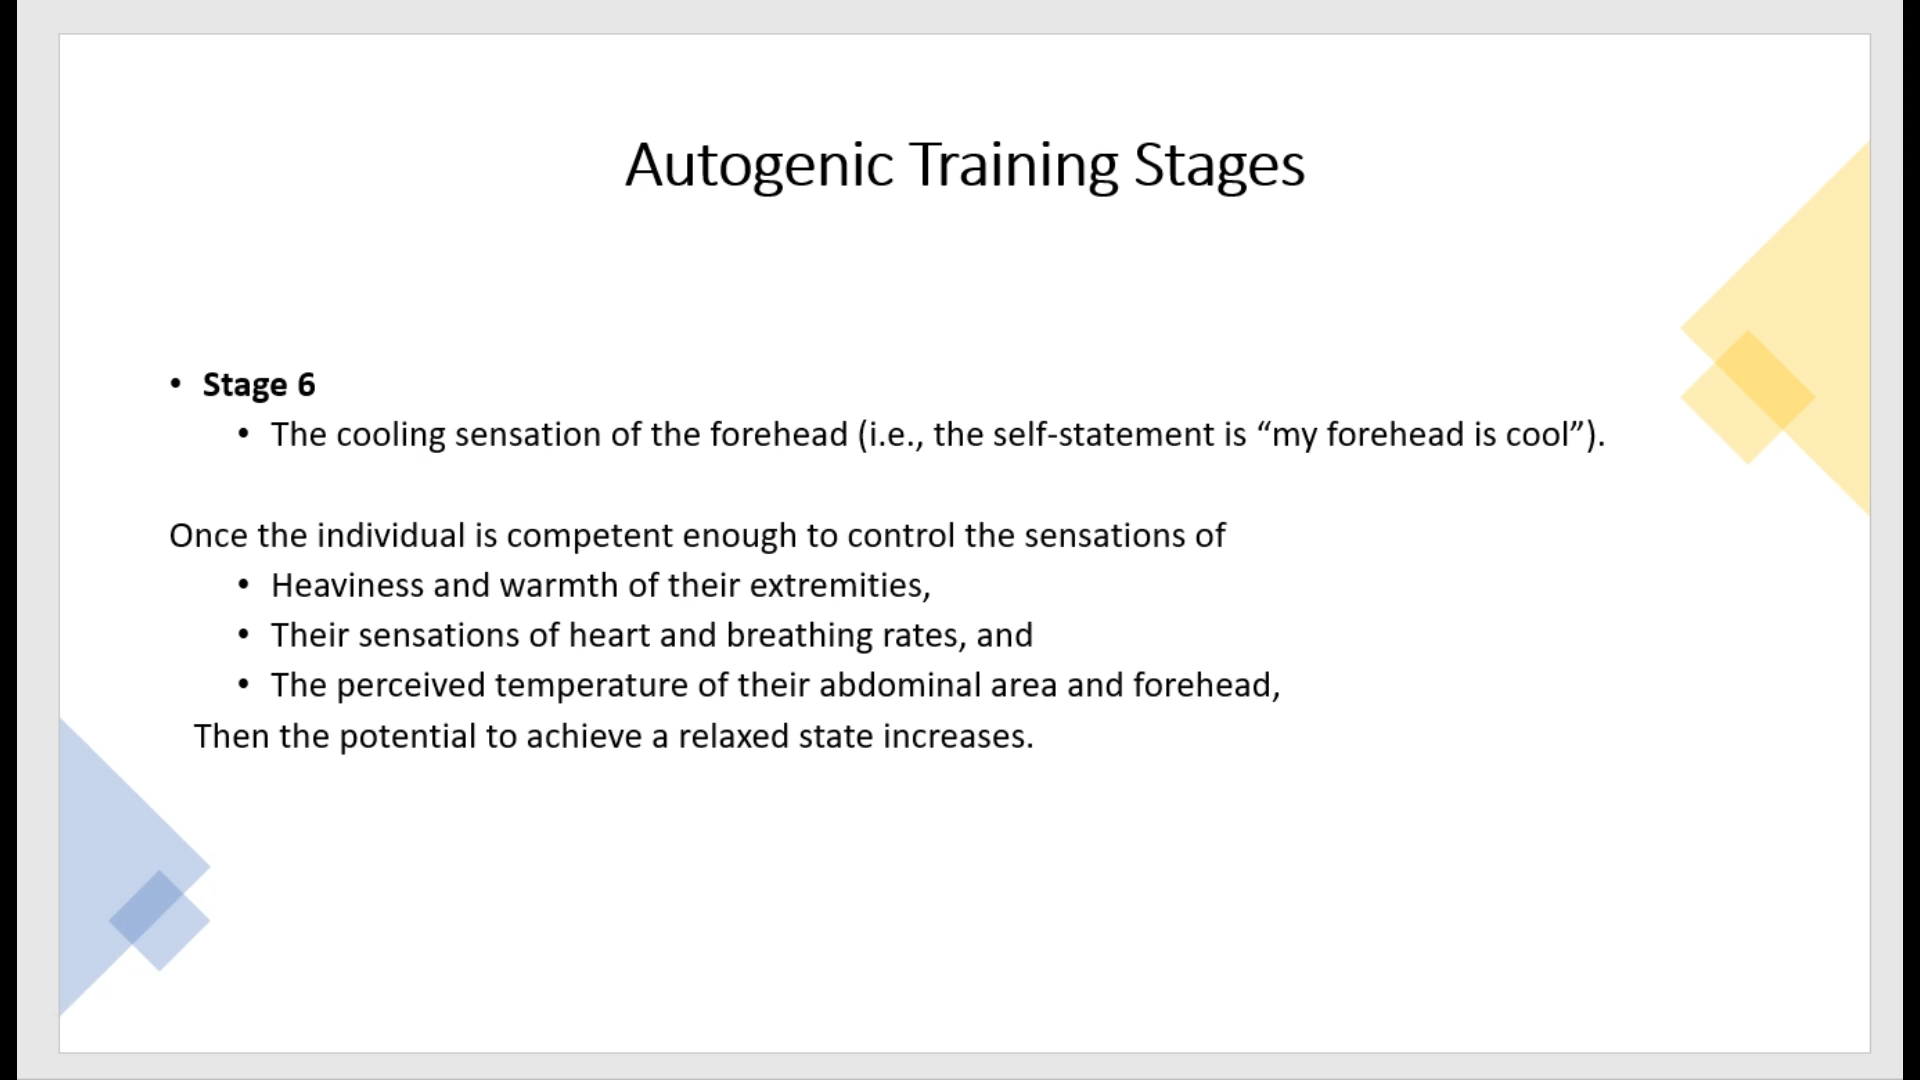 Autogenic Training Stages
• Stage 6
• The cooling sensation of the forehead (i.e., the self-statement is “my forehead is cool”).
Once the individual is competent enough to control the sensations of
• Heaviness and warmth of their extremities,
• Their sensations of heart and breathing rates, and
• The perceived temperature of their abdominal area and forehead,
Then the potential to achieve a relaxed state increases.